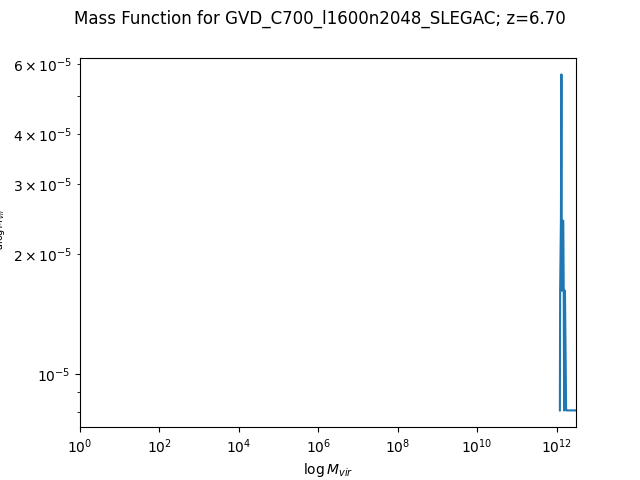 Mass Function for GVD_C700_l1600n2048_SLEGAC; z=6.70
6 × 10⁻⁵
4 × 10⁻⁵
3 × 10⁻⁵
2 × 10⁻⁵
10⁻⁵
10⁰ 10² 10⁴ 10⁶ 10⁸ 10¹⁰ 10¹²
log M_vir